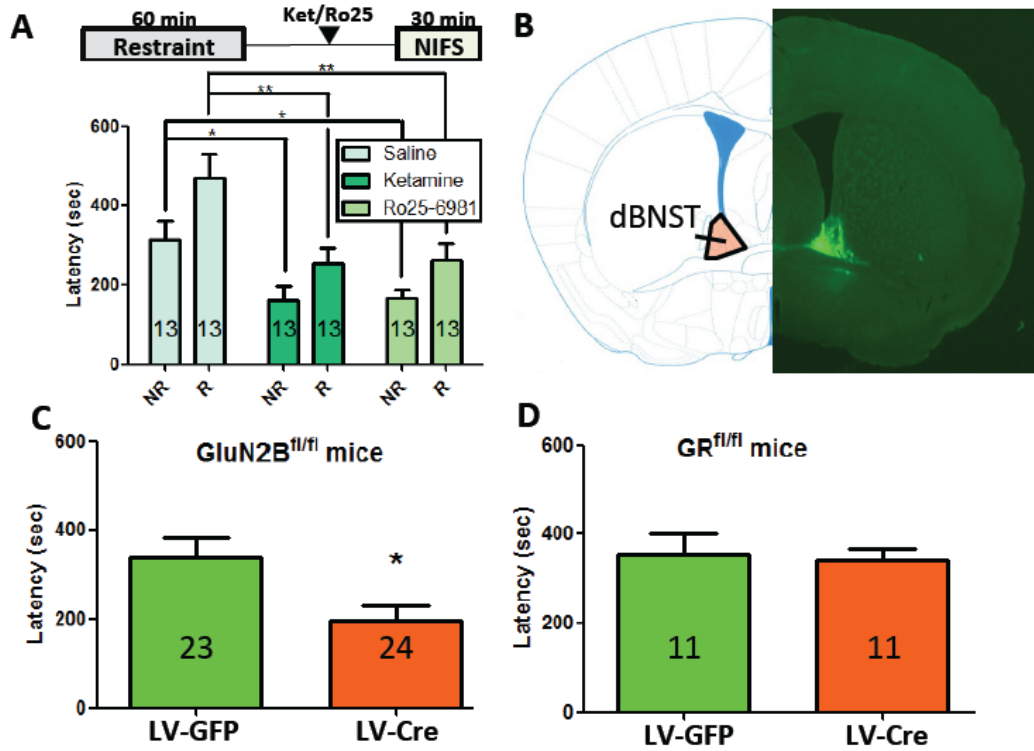 A
60 min
Ket/Ro25
30 min
Restraint
NIFS
**
**
*
*
Saline
Ketamine
Ro25-6981
Latency (sec)
600
400
200
0
13
13
13
13
13
13
NR
R
NR
R
NR
R
B
dBNST
C
GluN2Bfl/fl mice
Latency (sec)
600
400
200
0
*
23
24
LV-GFP
LV-Cre
D
GRfl/fl mice
Latency (sec)
600
400
200
0
11
11
LV-GFP
LV-Cre